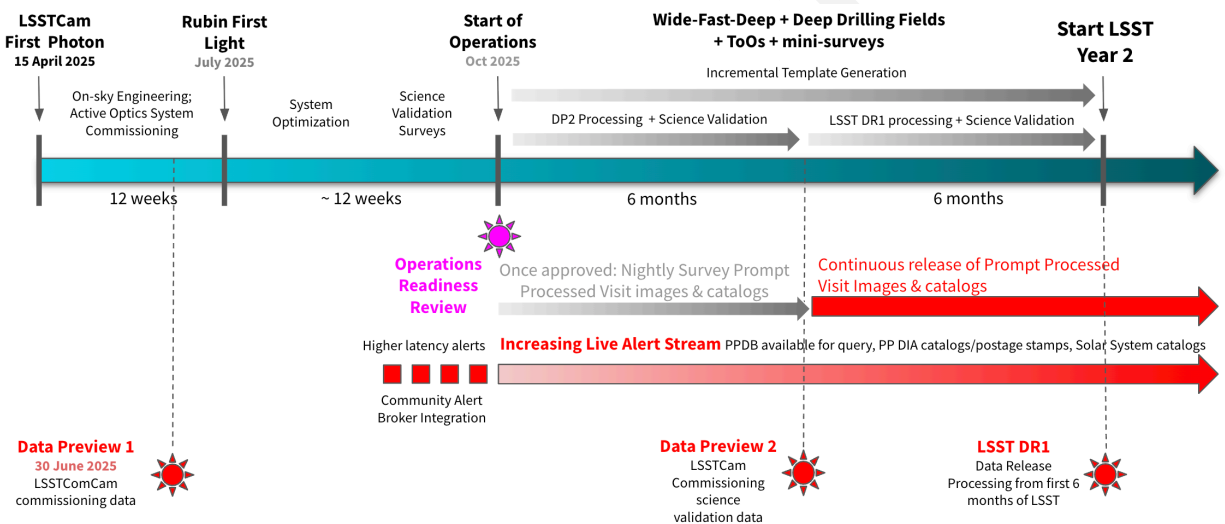 LSSTCam
First Photon
15 April 2025
Rubin First
Light
July 2025
Start of
Operations
Oct 2025
Wide-Fast-Deep + Deep Drilling Fields
+ ToOs + mini-surveys
Start LSST
Year 2
Incremental Template Generation
On-sky Engineering;
Active Optics System
Commissioning
System
Optimization
Science
Validation
Surveys
DP2 Processing + Science Validation
LSST DR1 processing + Science Validation
12 weeks
~ 12 weeks
6 months
6 months
Operations
Readiness
Review
Once approved: Nightly Survey Prompt
Processed Visit images & catalogs
Continuous release of Prompt Processed
Visit Images & catalogs
Higher latency alerts
Increasing Live Alert Stream PPDB available for query, PP DIA catalogs/postage stamps, Solar System catalogs
Community Alert
Broker Integration
Data Preview 1
30 June 2025
LSSTComCam
commissioning data
Data Preview 2
LSSTCam
Commissioning
science
validation data
LSST DR1
Data Release
Processing from first 6
months of LSST